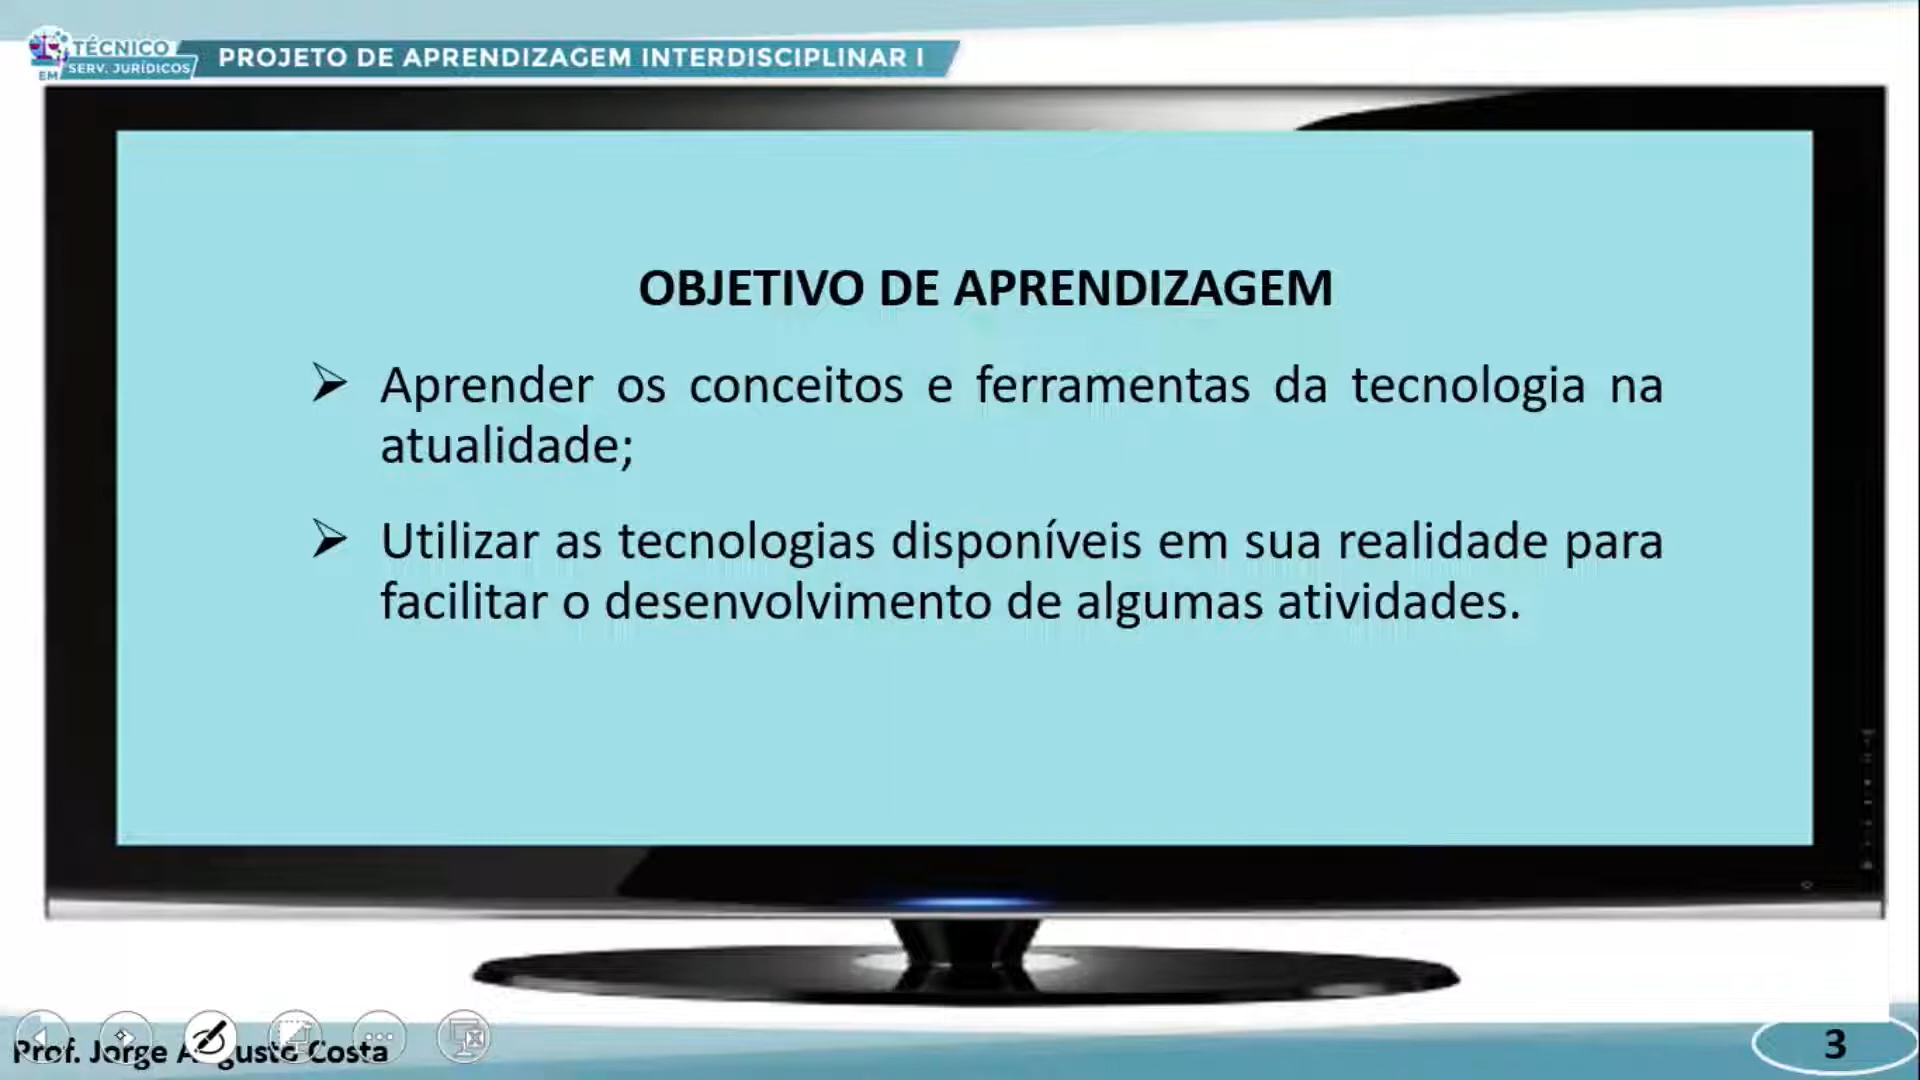 TÉCNICO
EM SERV. JURÍDICOS
PROJETO DE APRENDIZAGEM INTERDISCIPLINAR I
OBJETIVO DE APRENDIZAGEM
➢ Aprender os conceitos e ferramentas da tecnologia na
atualidade;
➢ Utilizar as tecnologias disponíveis em sua realidade para
facilitar o desenvolvimento de algumas atividades.
Prof. Jorge Augusto Costa
3